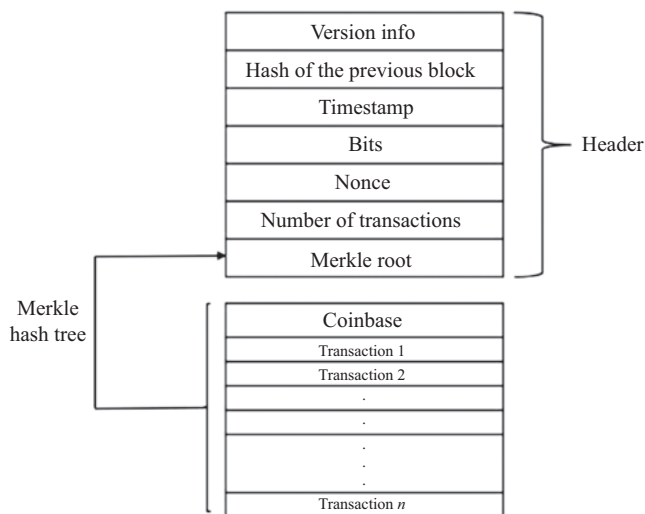 Version info
Hash of the previous block
Timestamp
Bits
Nonce
Number of transactions
Merkle root
Header
Merkle
hash tree
Coinbase
Transaction 1
Transaction 2
.
.
.
.
.
Transaction n